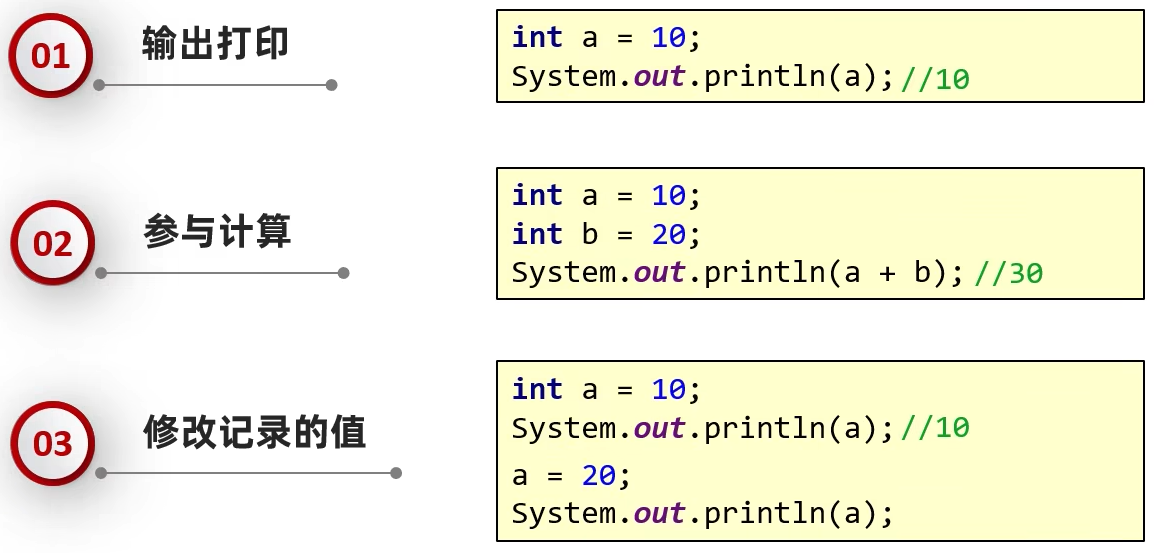 01
输出打印
int a = 10;
System.out.println(a); //10
02
参与计算
int a = 10;
int b = 20;
System.out.println(a + b); //30
03
修改记录的值
int a = 10;
System.out.println(a); //10
a = 20;
System.out.println(a);